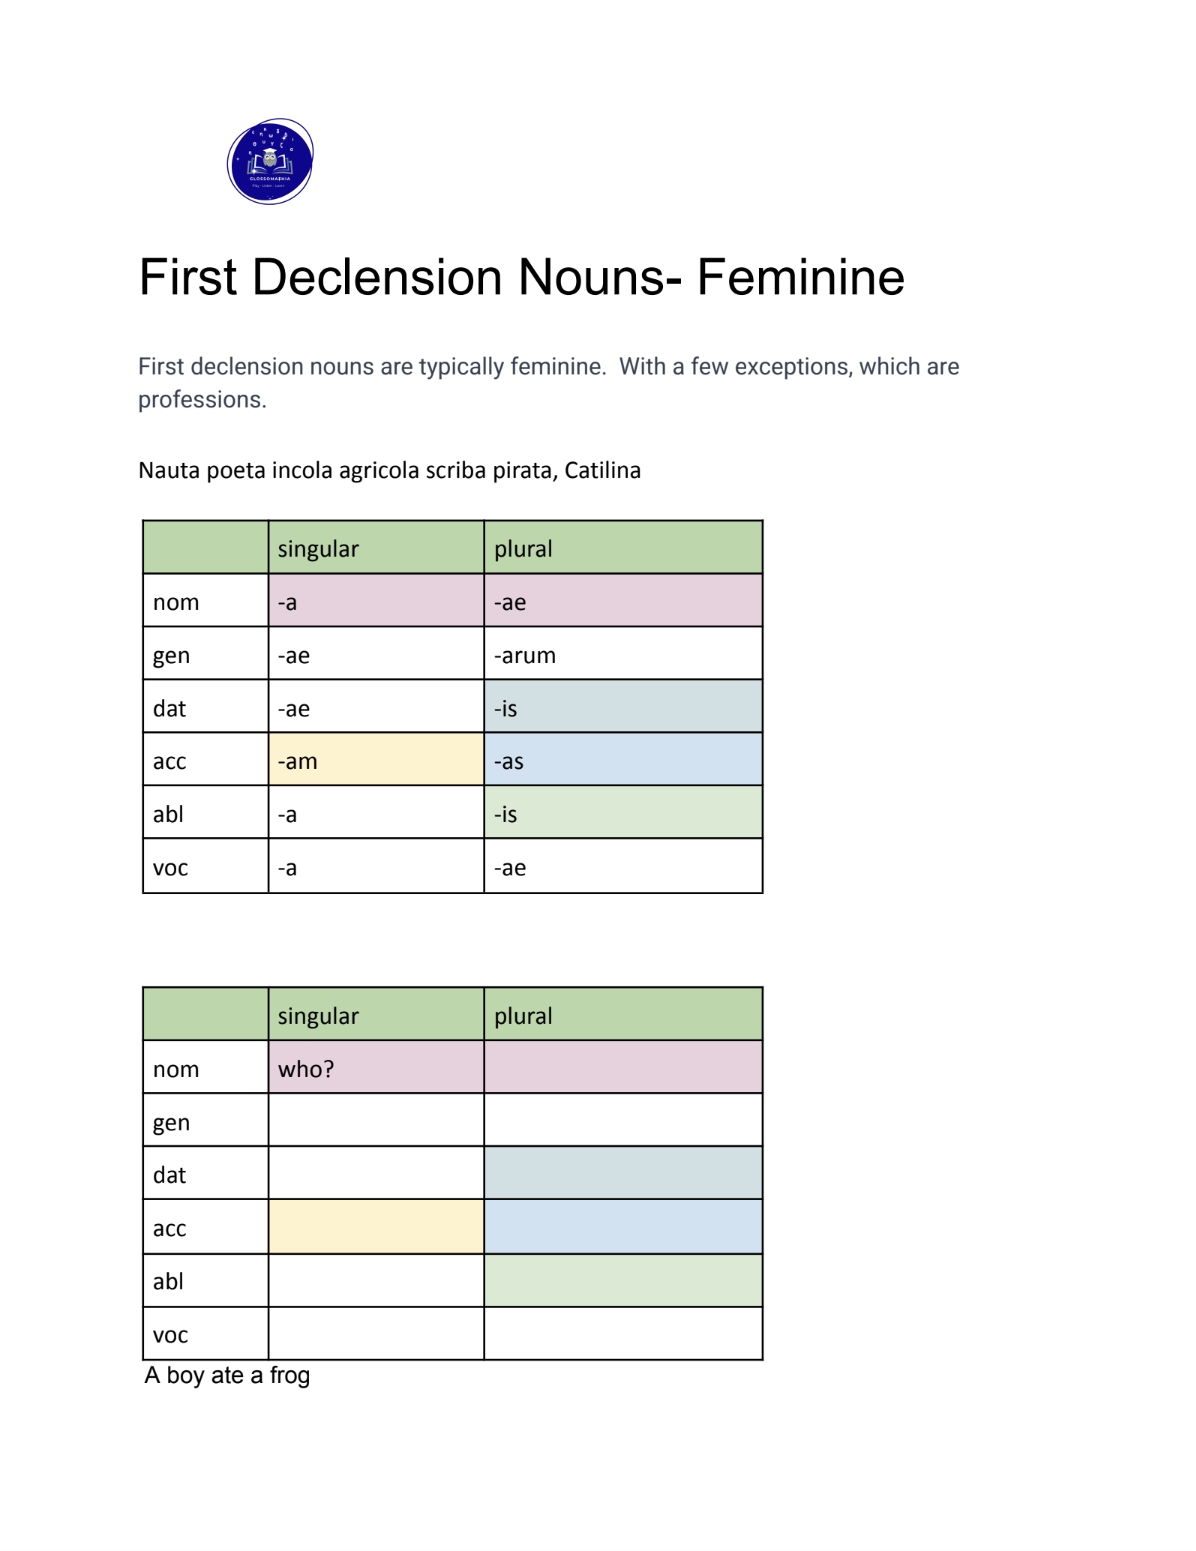 GLOSSOMATHIA
First Declension Nouns- Feminine
First declension nouns are typically feminine.  With a few exceptions, which are
professions.
Nauta poeta incola agricola scriba pirata, Catilina
singular plural
nom -a -ae
gen -ae -arum
dat -ae -is
acc -am -as
abl -a -is
voc -a -ae
singular plural
nom who?
gen
dat
acc
abl
voc
A boy ate a frog